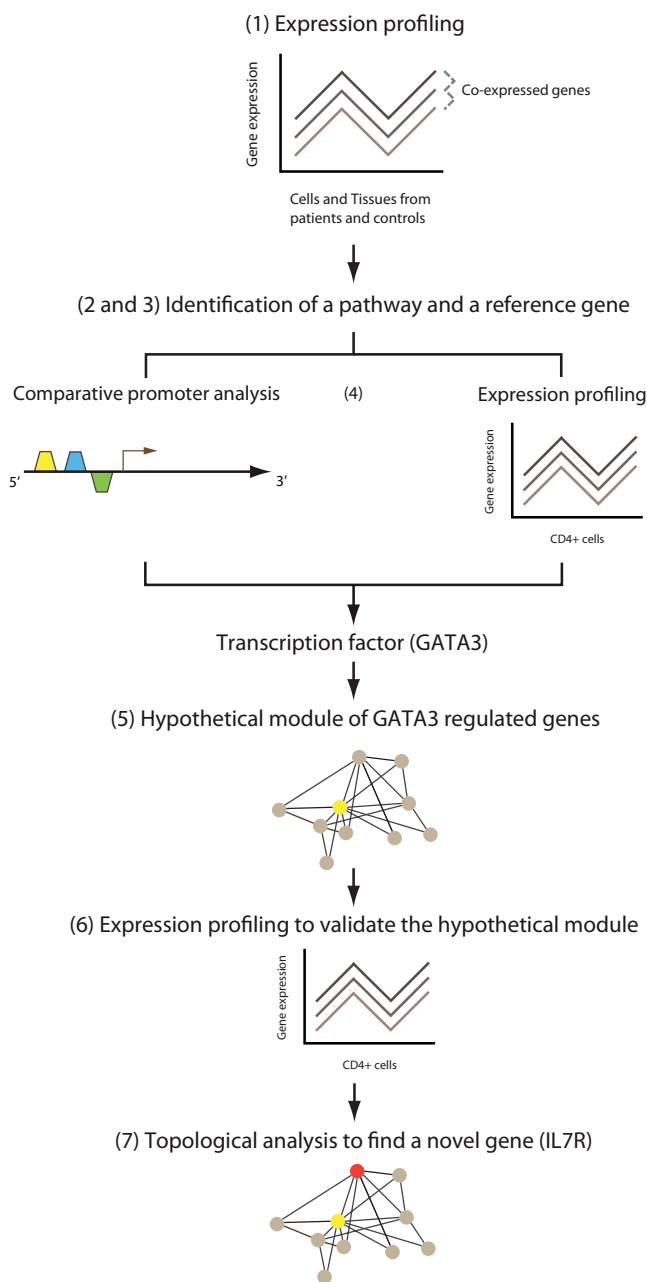 (1) Expression profiling
Gene expression
Co-expressed genes
Cells and Tissues from
patients and controls
(2 and 3) Identification of a pathway and a reference gene
Comparative promoter analysis
(4)
Expression profiling
5’
3’
Gene expression
CD4+ cells
Transcription factor (GATA3)
(5) Hypothetical module of GATA3 regulated genes
(6) Expression profiling to validate the hypothetical module
Gene expression
CD4+ cells
(7) Topological analysis to find a novel gene (IL7R)